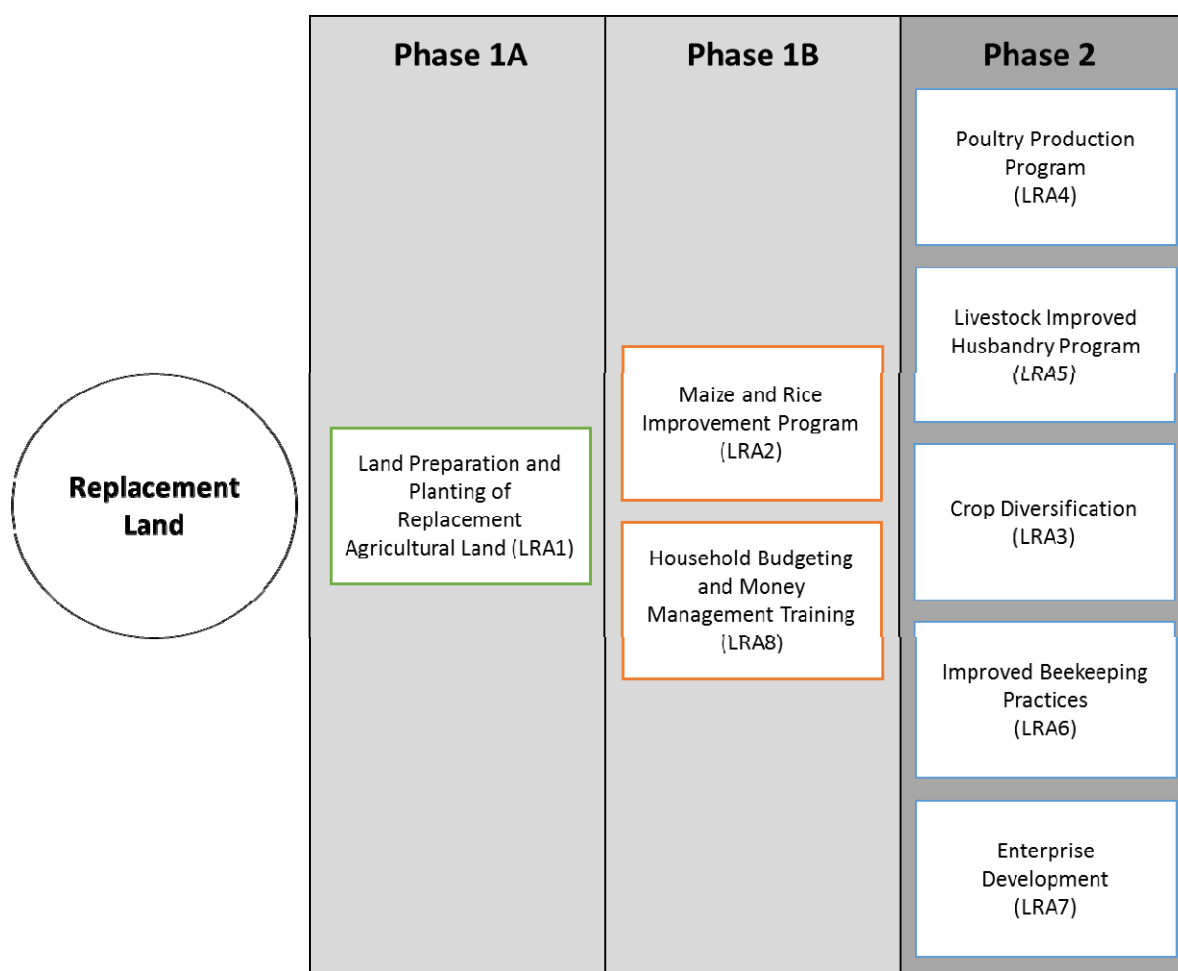 Phase 1A
Phase 1B
Phase 2
Replacement
Land
Land Preparation and
Planting of
Replacement
Agricultural Land (LRA1)
Maize and Rice
Improvement Program
(LRA2)
Household Budgeting
and Money
Management Training
(LRA8)
Poultry Production
Program
(LRA4)
Livestock Improved
Husbandry Program
(LRA5)
Crop Diversification
(LRA3)
Improved Beekeeping
Practices
(LRA6)
Enterprise
Development
(LRA7)